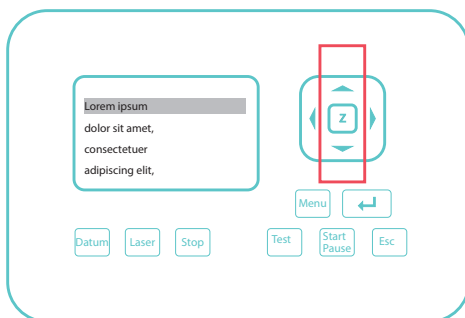 Lorem ipsum
dolor sit amet,
consectetuer
adipiscing elit,
Z
Menu
Datum
Laser
Stop
Test
Start
Pause
Esc